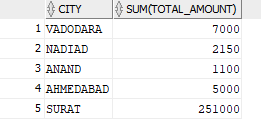 CITY SUM(TOTAL_AMOUNT)
1 VADODARA 7000
2 NADIAD 2150
3 ANAND 1100
4 AHMEDABAD 5000
5 SURAT 251000